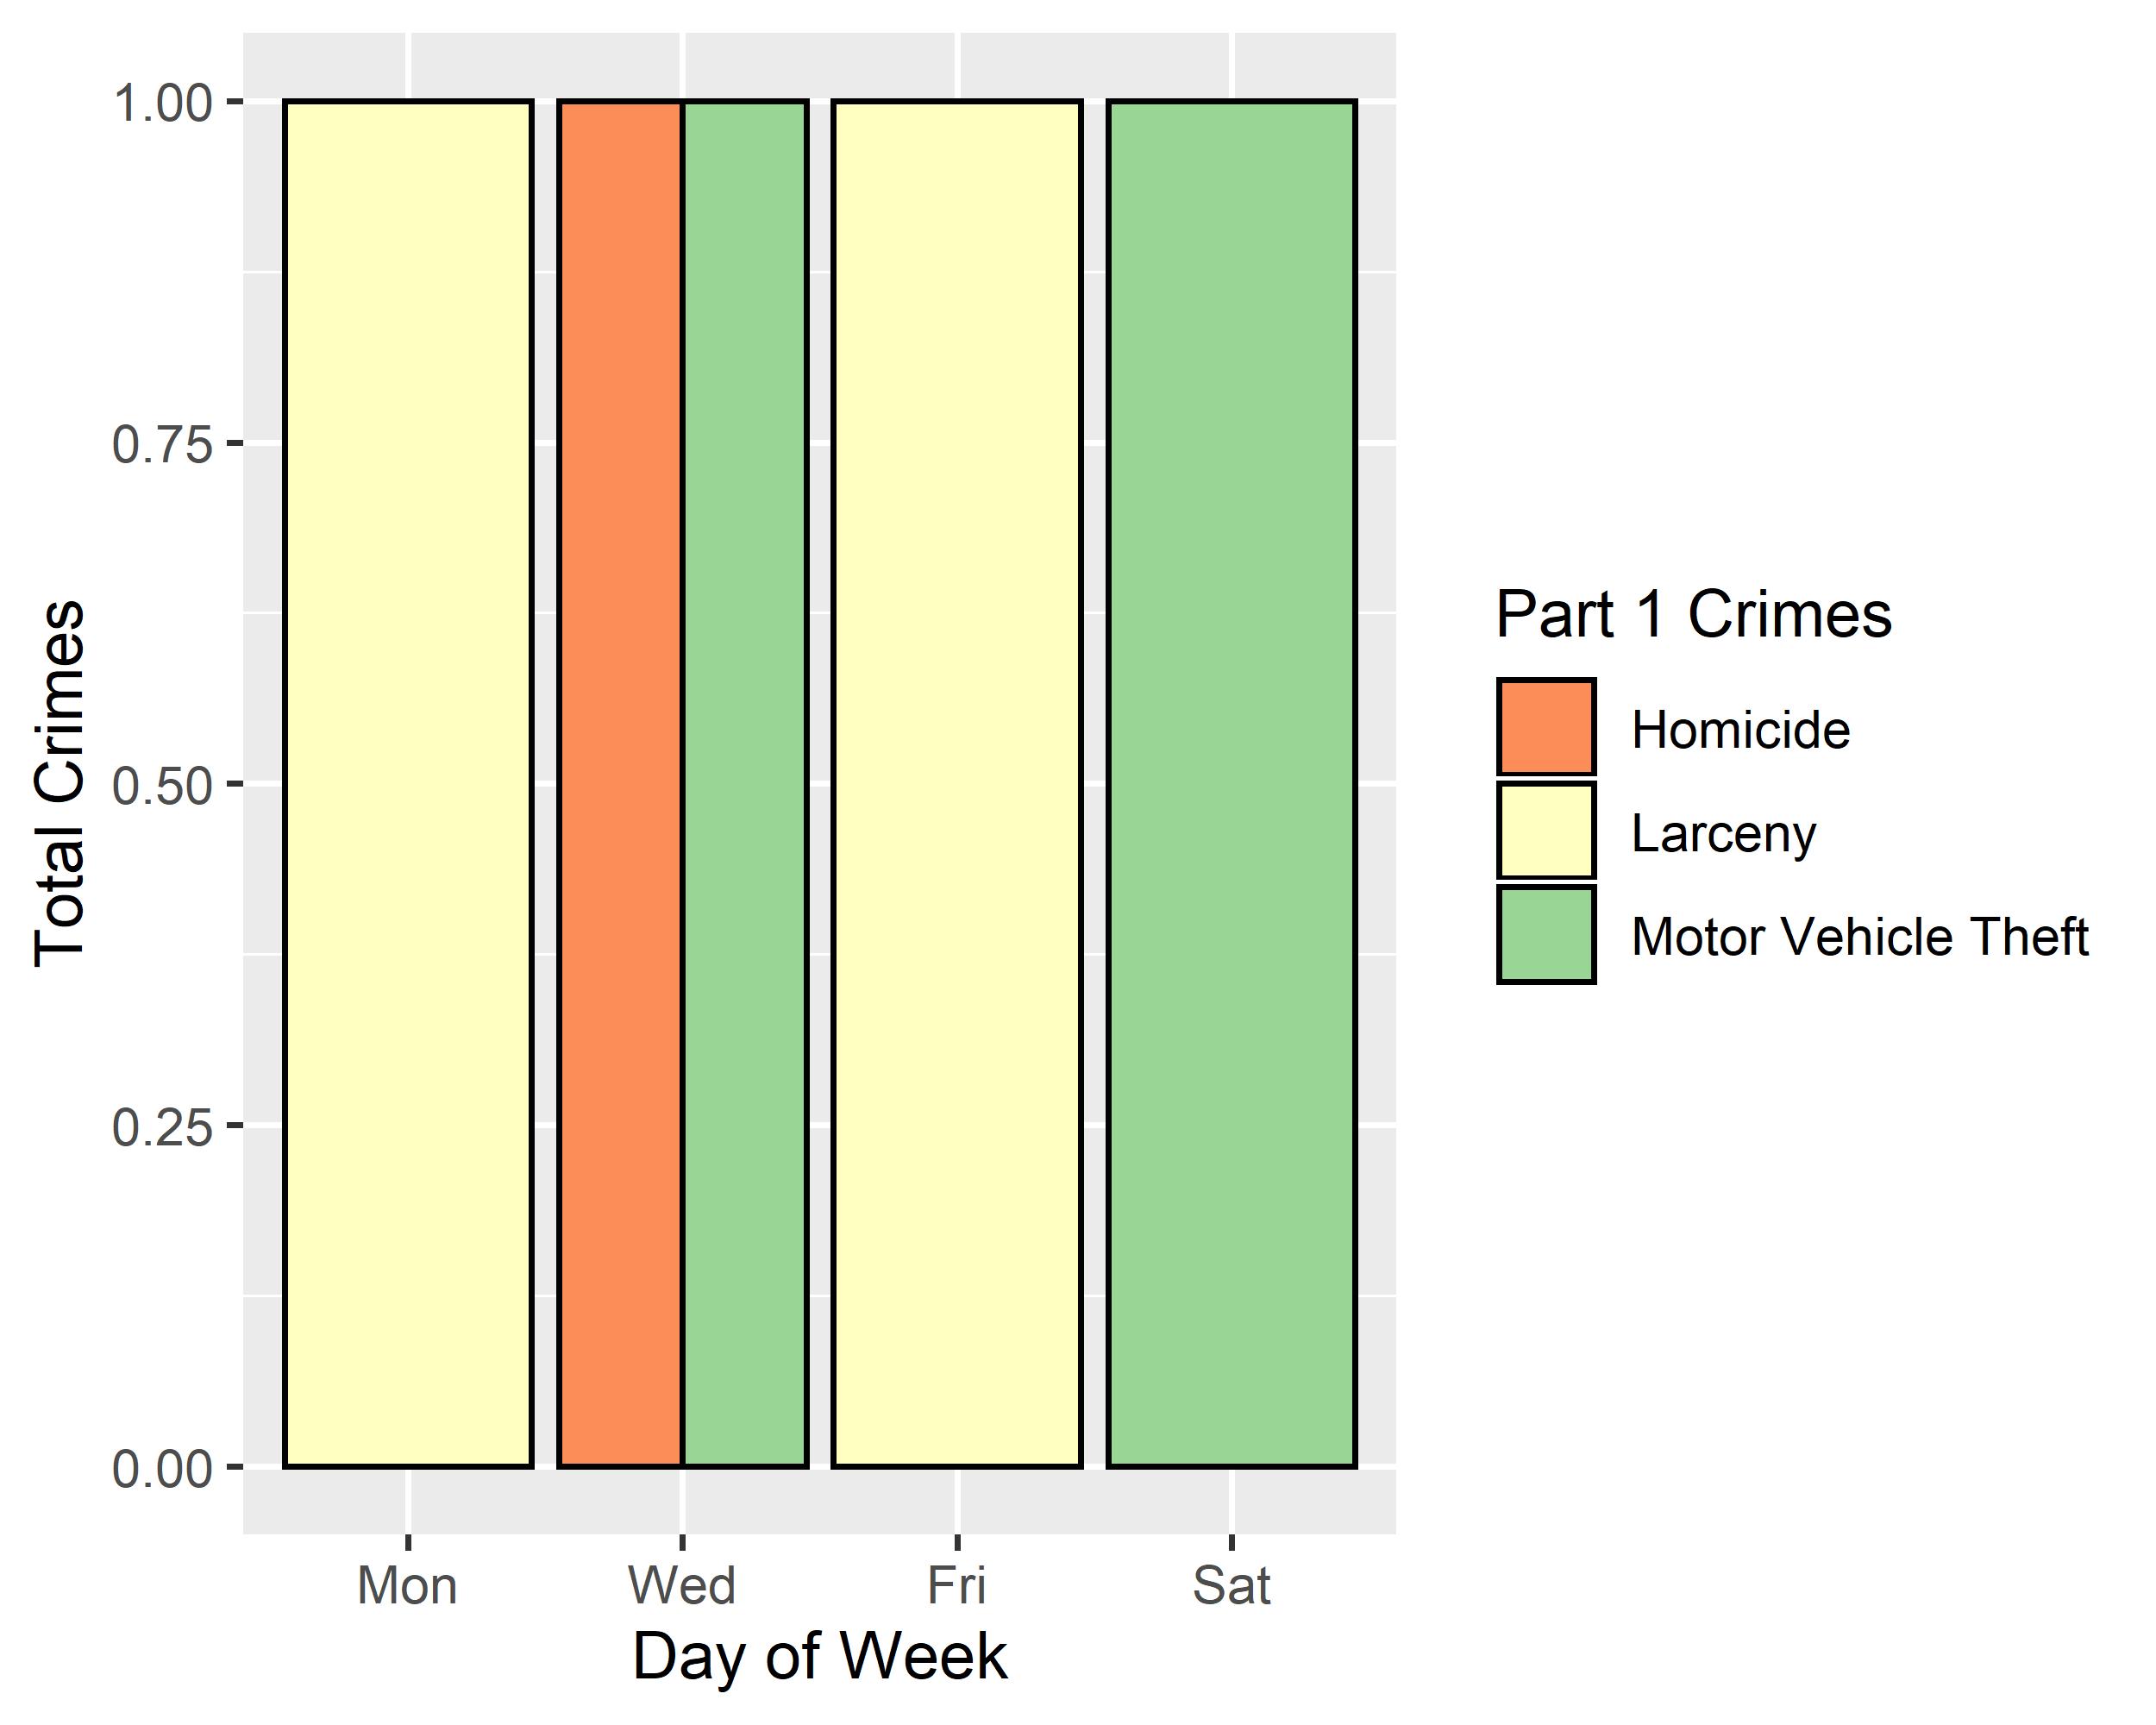 1.00
0.75
0.50
0.25
0.00
Total Crimes
Mon Wed Fri Sat
Day of Week
Part 1 Crimes
Homicide
Larceny
Motor Vehicle Theft